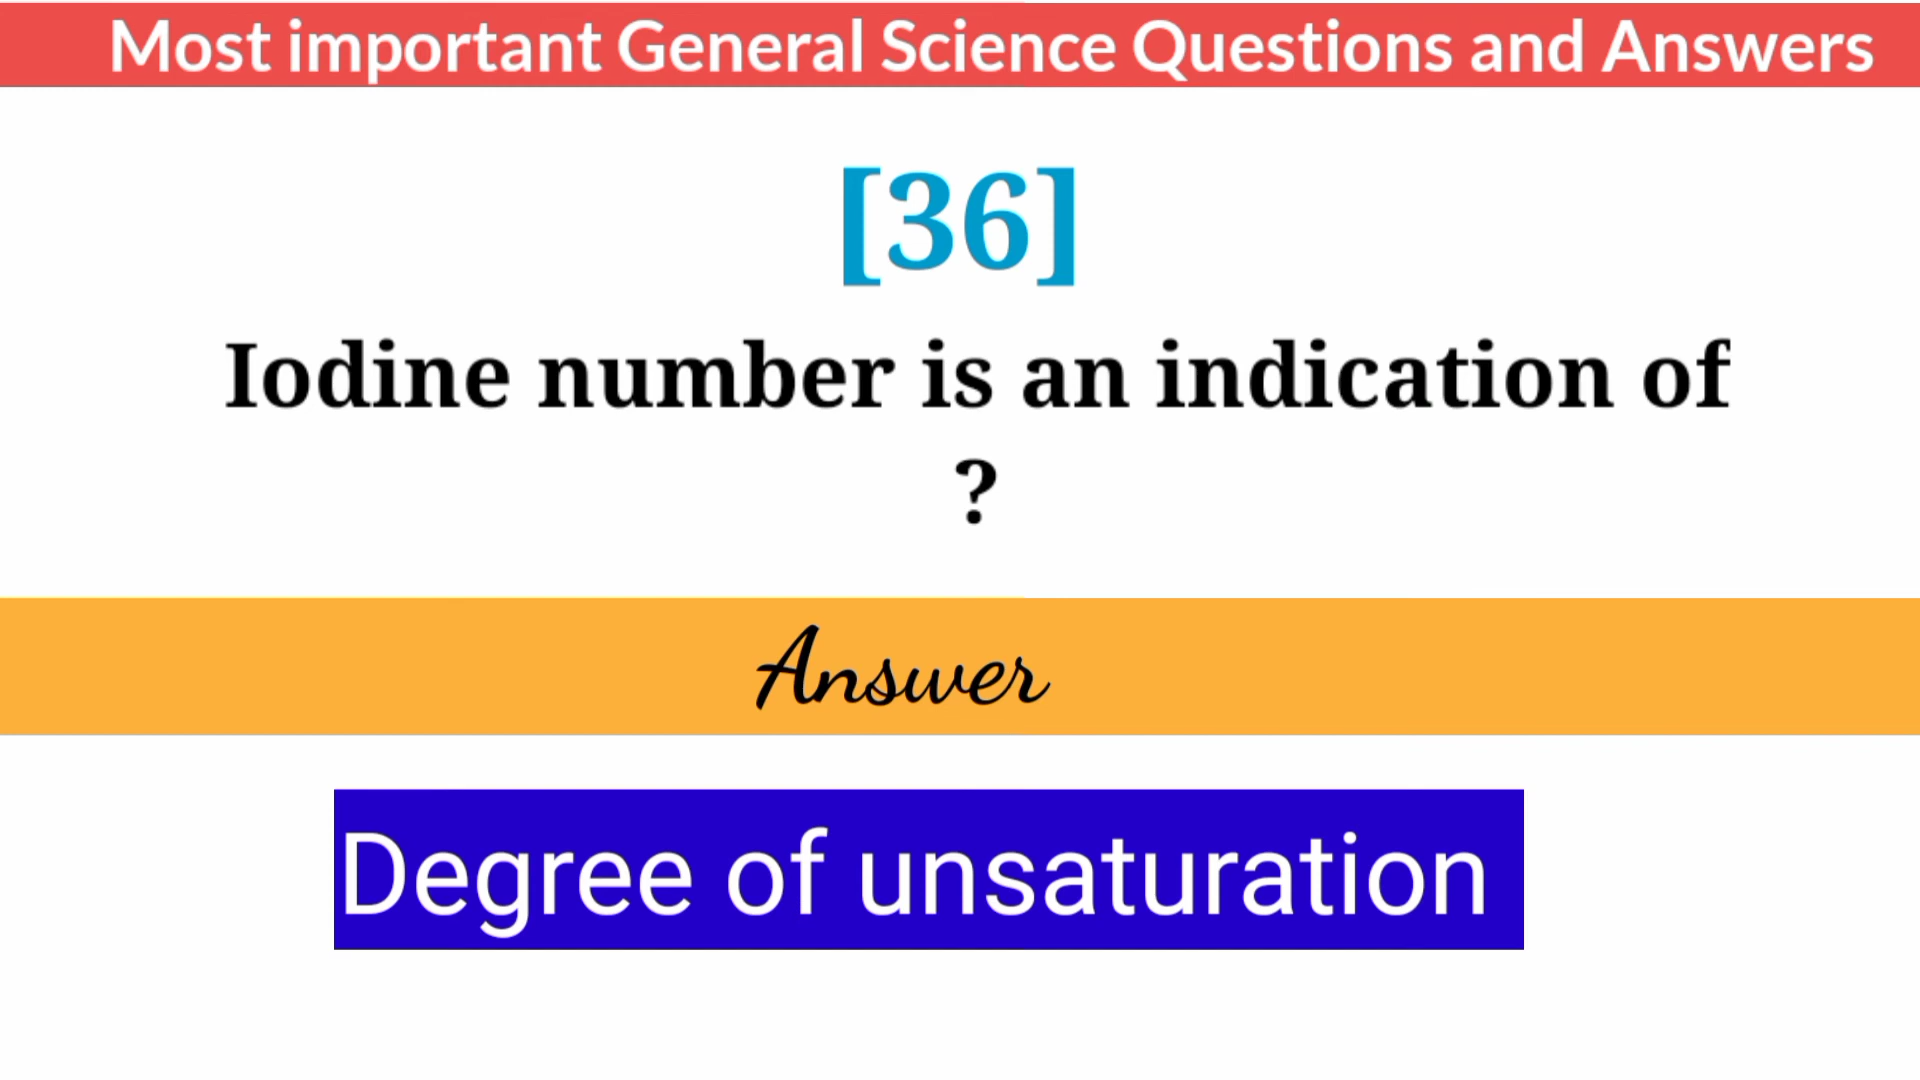 Most important General Science Questions and Answers
[36]
Iodine number is an indication of
?
Answer
Degree of unsaturation